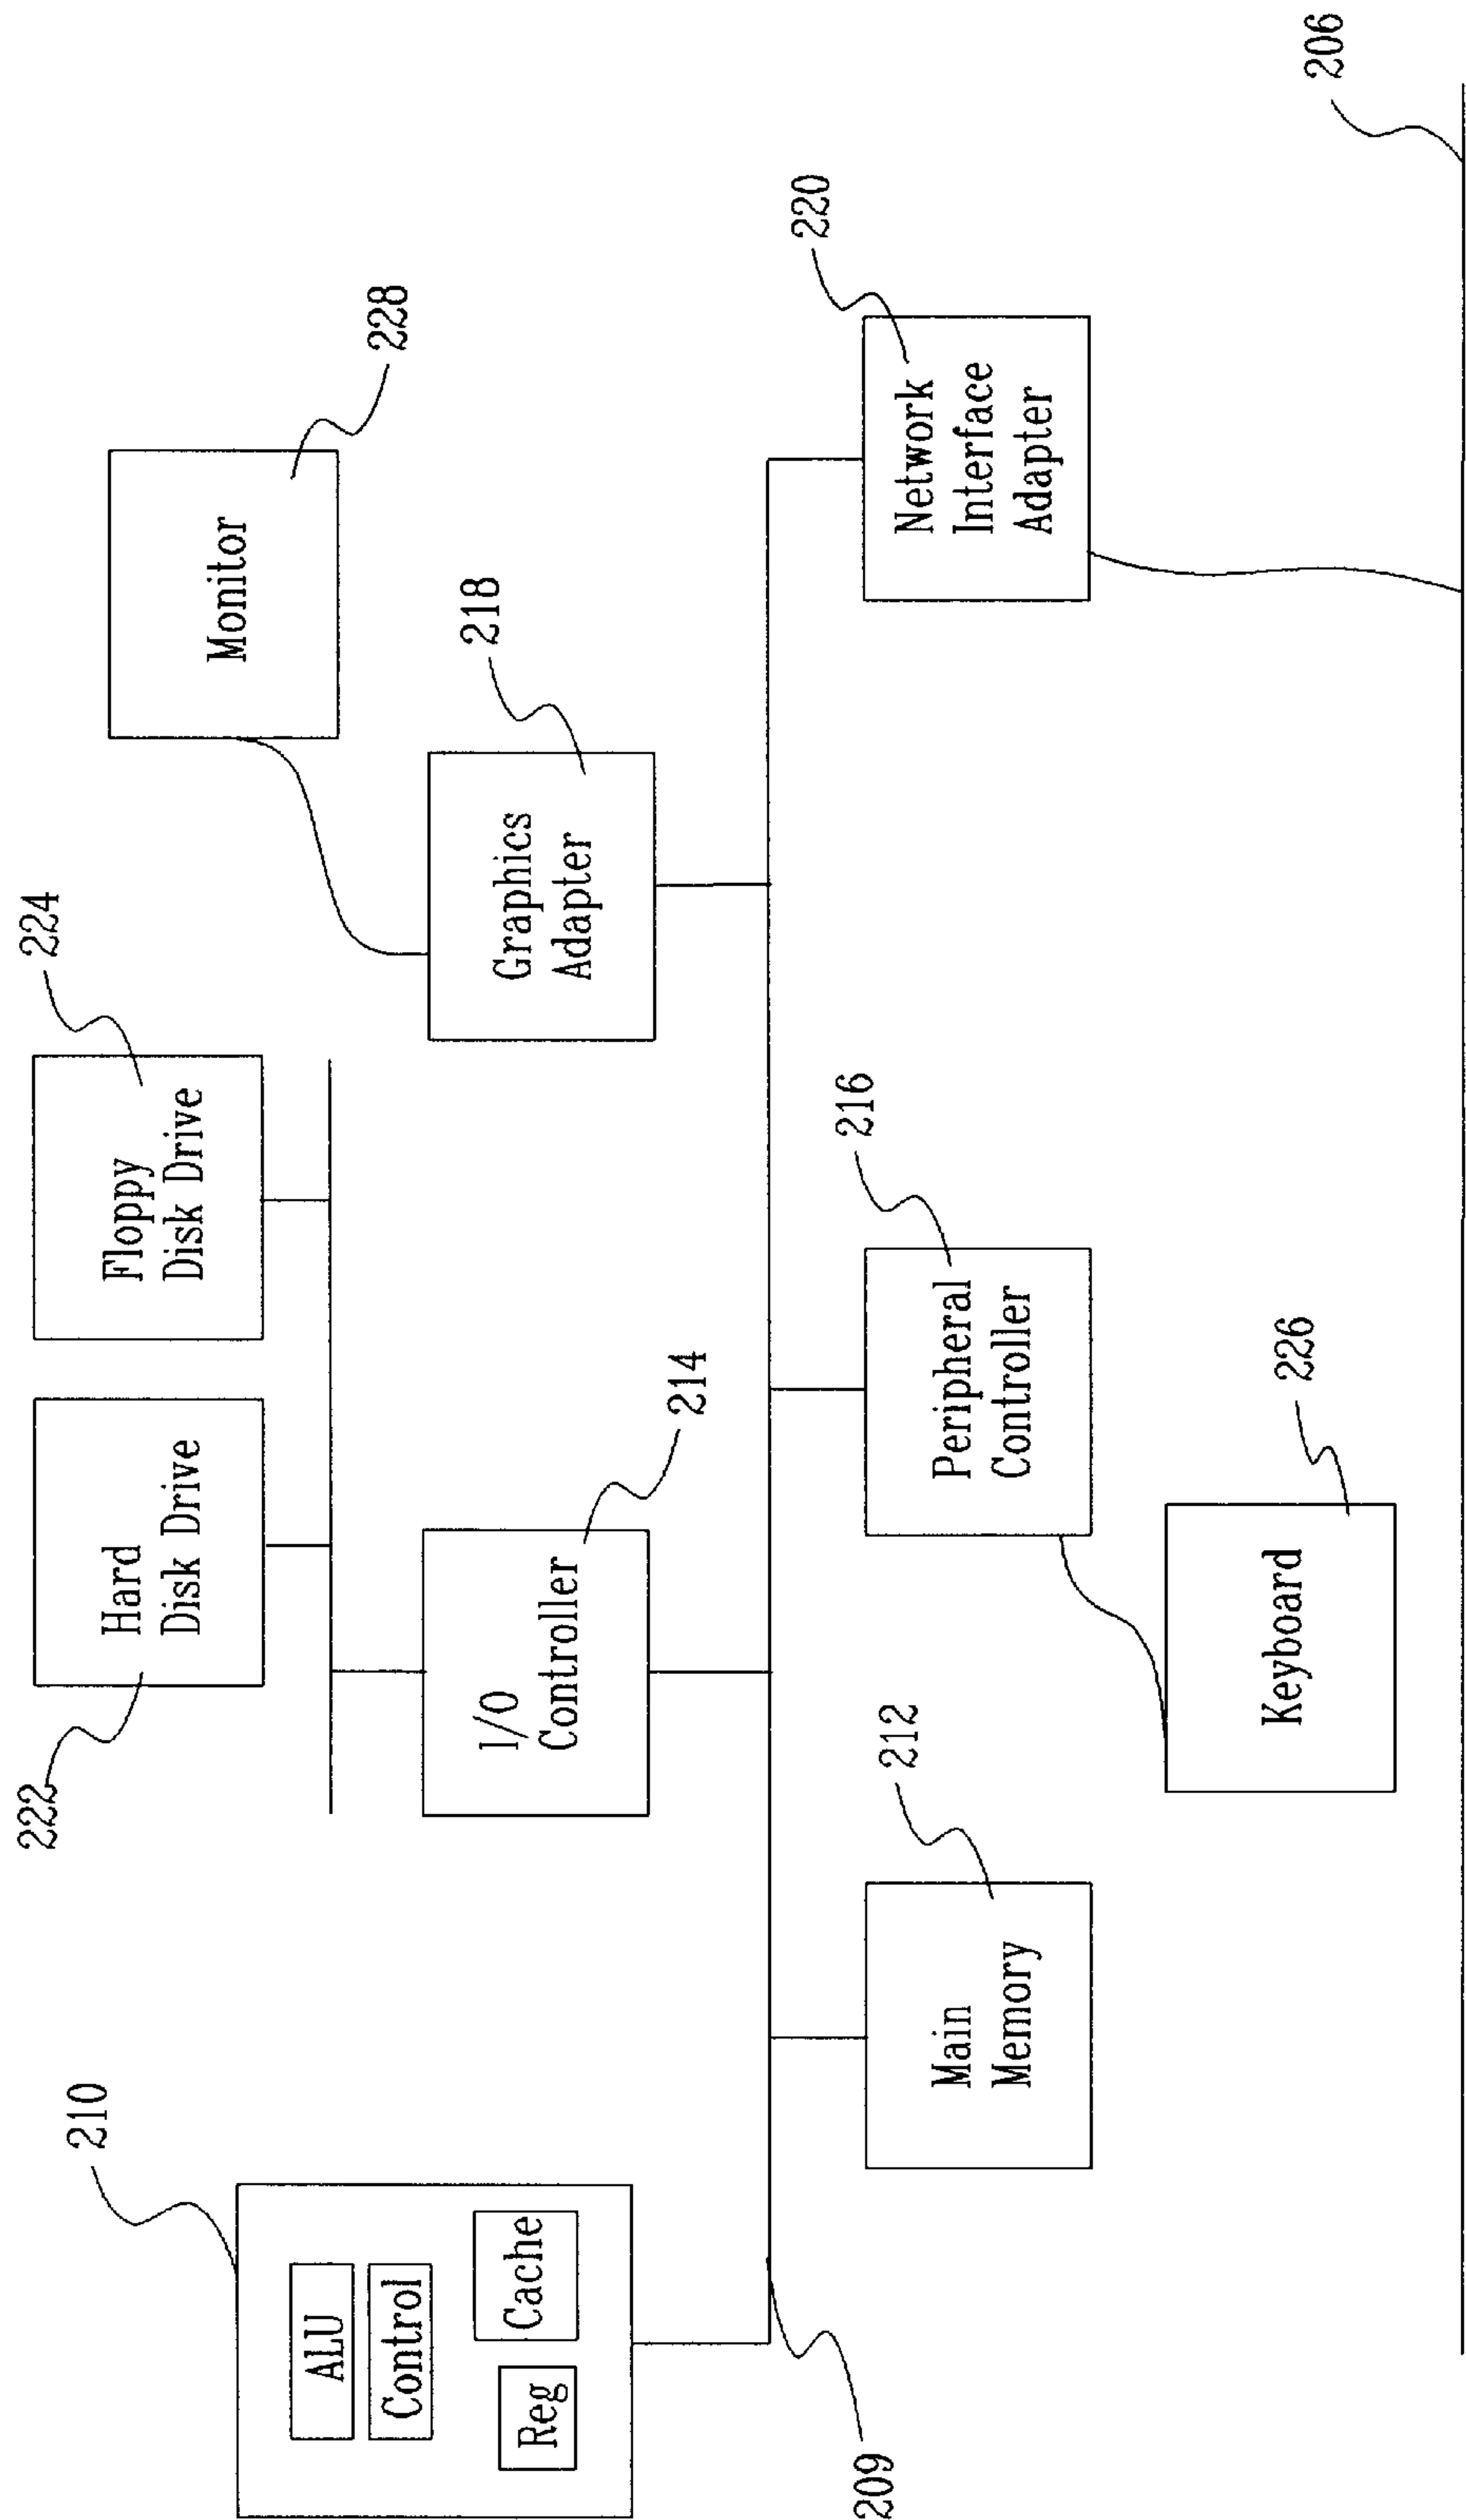 222
Hard
Disk Drive
224
Floppy
Disk Drive
Monitor
228
210
ALU
Control
Reg
Cache
I/O
Controller
214
Graphics
Adapter
218
209
Main
Memory
212
Peripheral
Controller
216
Network
Interface
Adapter
220
Keyboard
226
206